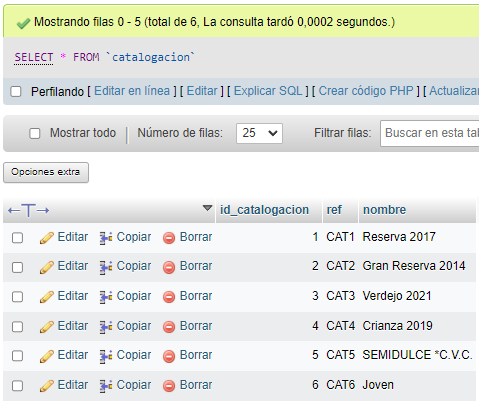 Mostrando filas 0 - 5 (total de 6, La consulta tardó 0,0002 segundos.)
SELECT * FROM `catalogacion`
Perfilando [ Editar en línea ] [ Editar ] [ Explicar SQL ] [ Crear código PHP ] [ Actualizar
Mostrar todo | Número de filas: 25 Filtrar filas: Buscar en esta tab
Opciones extra
←T→ id_catalogacion ref nombre
Editar Copiar Borrar 1 CAT1 Reserva 2017
Editar Copiar Borrar 2 CAT2 Gran Reserva 2014
Editar Copiar Borrar 3 CAT3 Verdejo 2021
Editar Copiar Borrar 4 CAT4 Crianza 2019
Editar Copiar Borrar 5 CAT5 SEMIDULCE *C.V.C.
Editar Copiar Borrar 6 CAT6 Joven